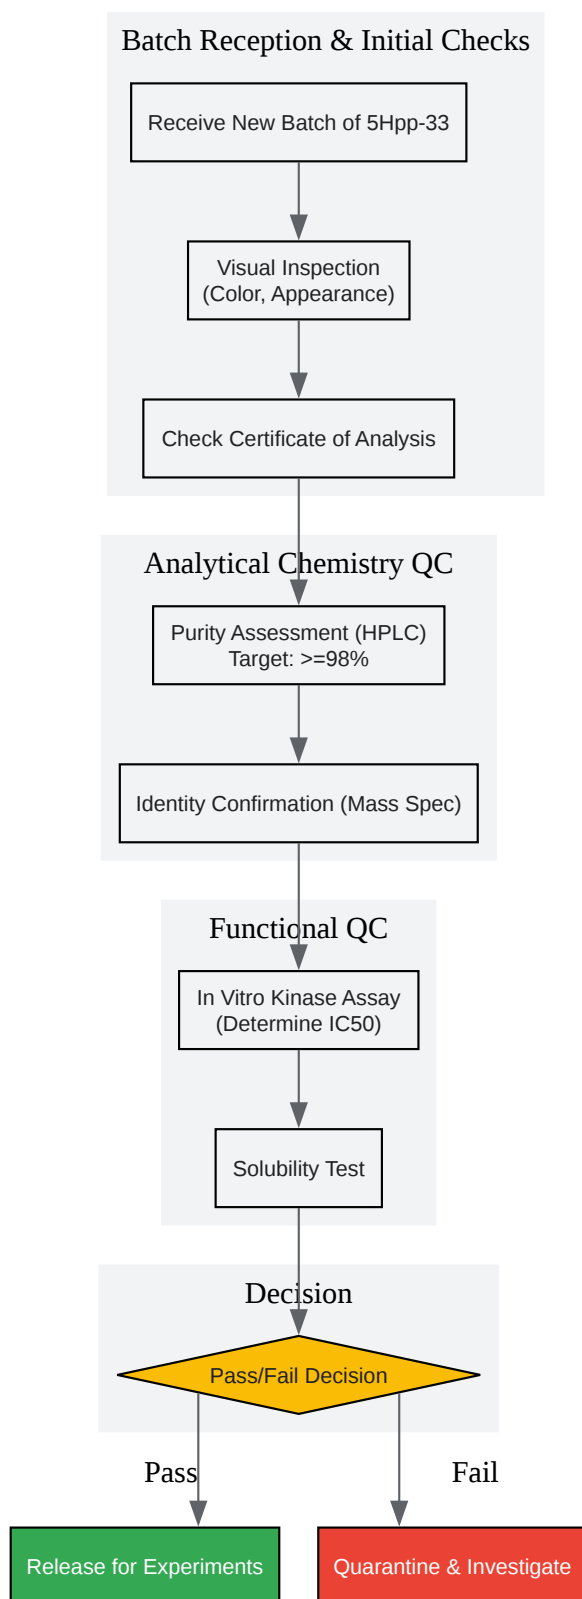 Batch Reception & Initial Checks
Receive New Batch of 5Hpp-33
Visual Inspection
(Color, Appearance)
Check Certificate of Analysis
Analytical Chemistry QC
Purity Assessment (HPLC)
Target: >=98%
Identity Confirmation (Mass Spec)
Functional QC
In Vitro Kinase Assay
(Determine IC50)
Solubility Test
Decision
Pass/Fail Decision
Pass
Fail
Release for Experiments
Quarantine & Investigate